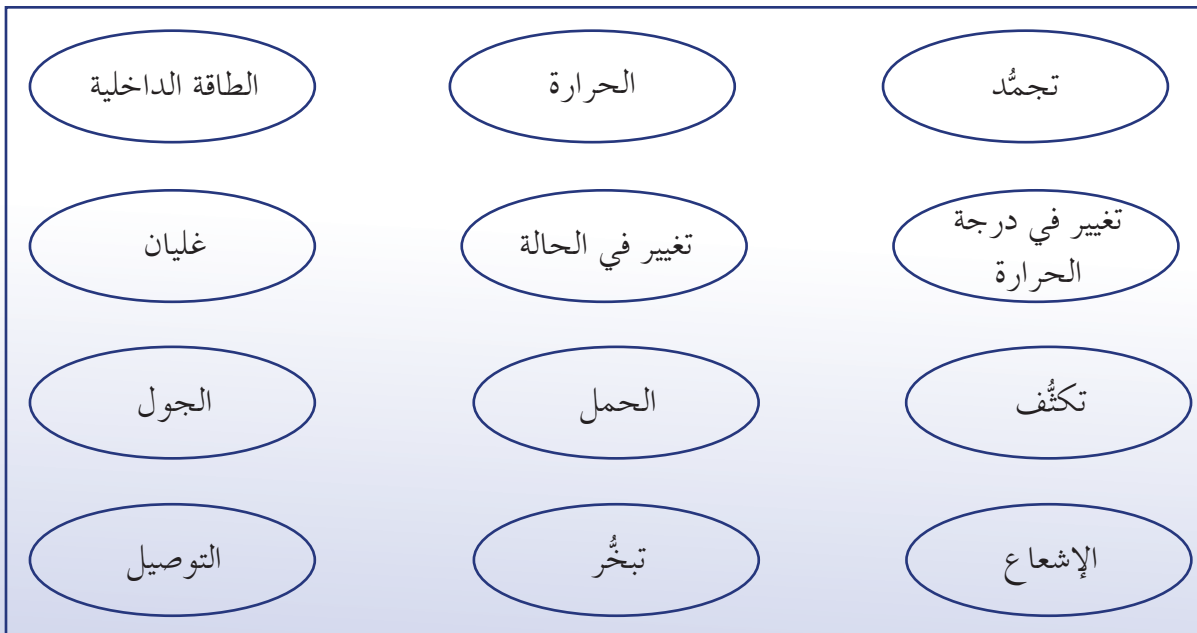 تجمُّد
الحرارة
الطاقة الداخلية
تغيير في درجة
الحرارة
تغيير في الحالة
غليان
تكثُّف
الحمل
الجول
الإشعاع
تبخُّر
التوصيل